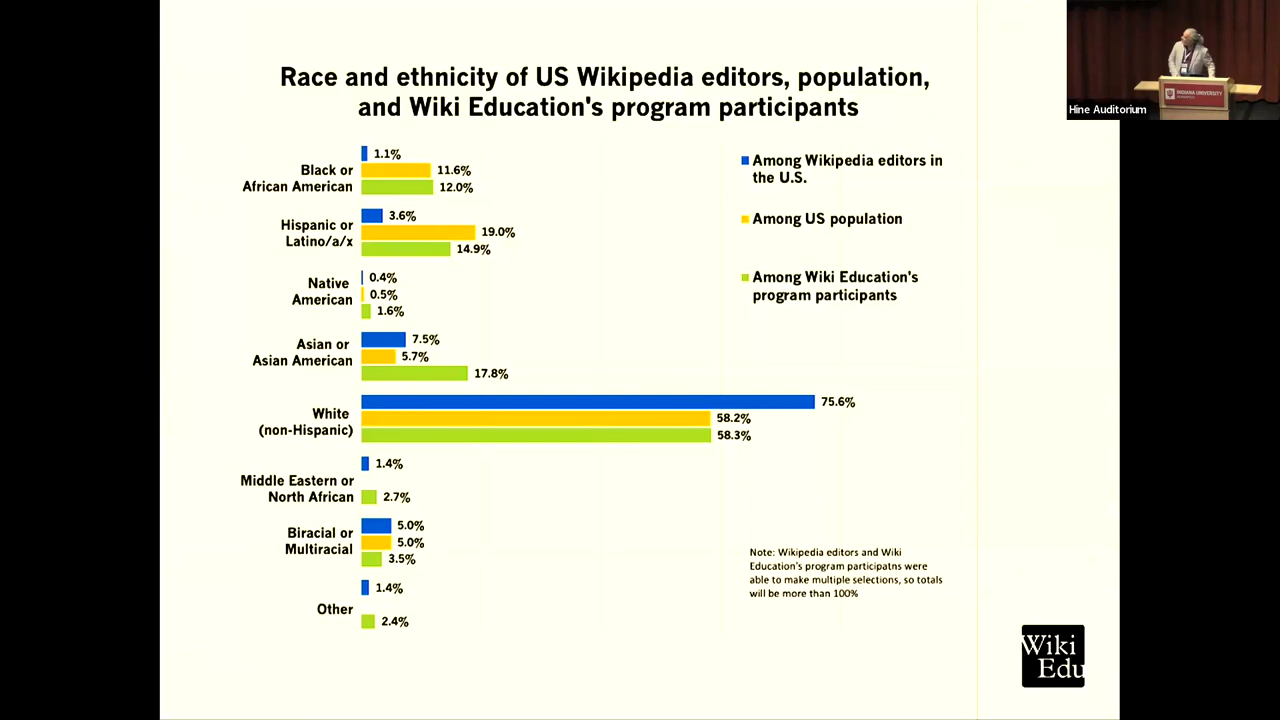 Race and ethnicity of US Wikipedia editors, population,
and Wiki Education's program participants
Hine Auditorium
INDIANA UNIVERSITY
Black or
African American
1.1%
11.6%
12.0%
Hispanic or
Latino/a/x
3.6%
19.0%
14.9%
Native
American
0.4%
0.5%
1.6%
Asian or
Asian American
7.5%
5.7%
17.8%
White
(non-Hispanic)
75.6%
58.2%
58.3%
Middle Eastern or
North African
1.4%
2.7%
Biracial or
Multiracial
5.0%
5.0%
3.5%
Other
1.4%
2.4%
Among Wikipedia editors in
the U.S.
Among US population
Among Wiki Education's
program participants
Note: Wikipedia editors and Wiki
Education's program participatns were
able to make multiple selections, so totals
will be more than 100%
Wiki
Edu